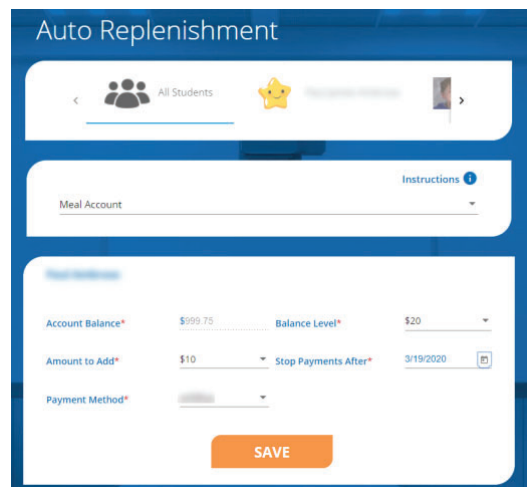 Auto Replenishment
All Students
Instructions
Meal Account
Account Balance* $999.75 Balance Level* $20
Amount to Add* $10 Stop Payments After* 3/19/2020
Payment Method*
SAVE